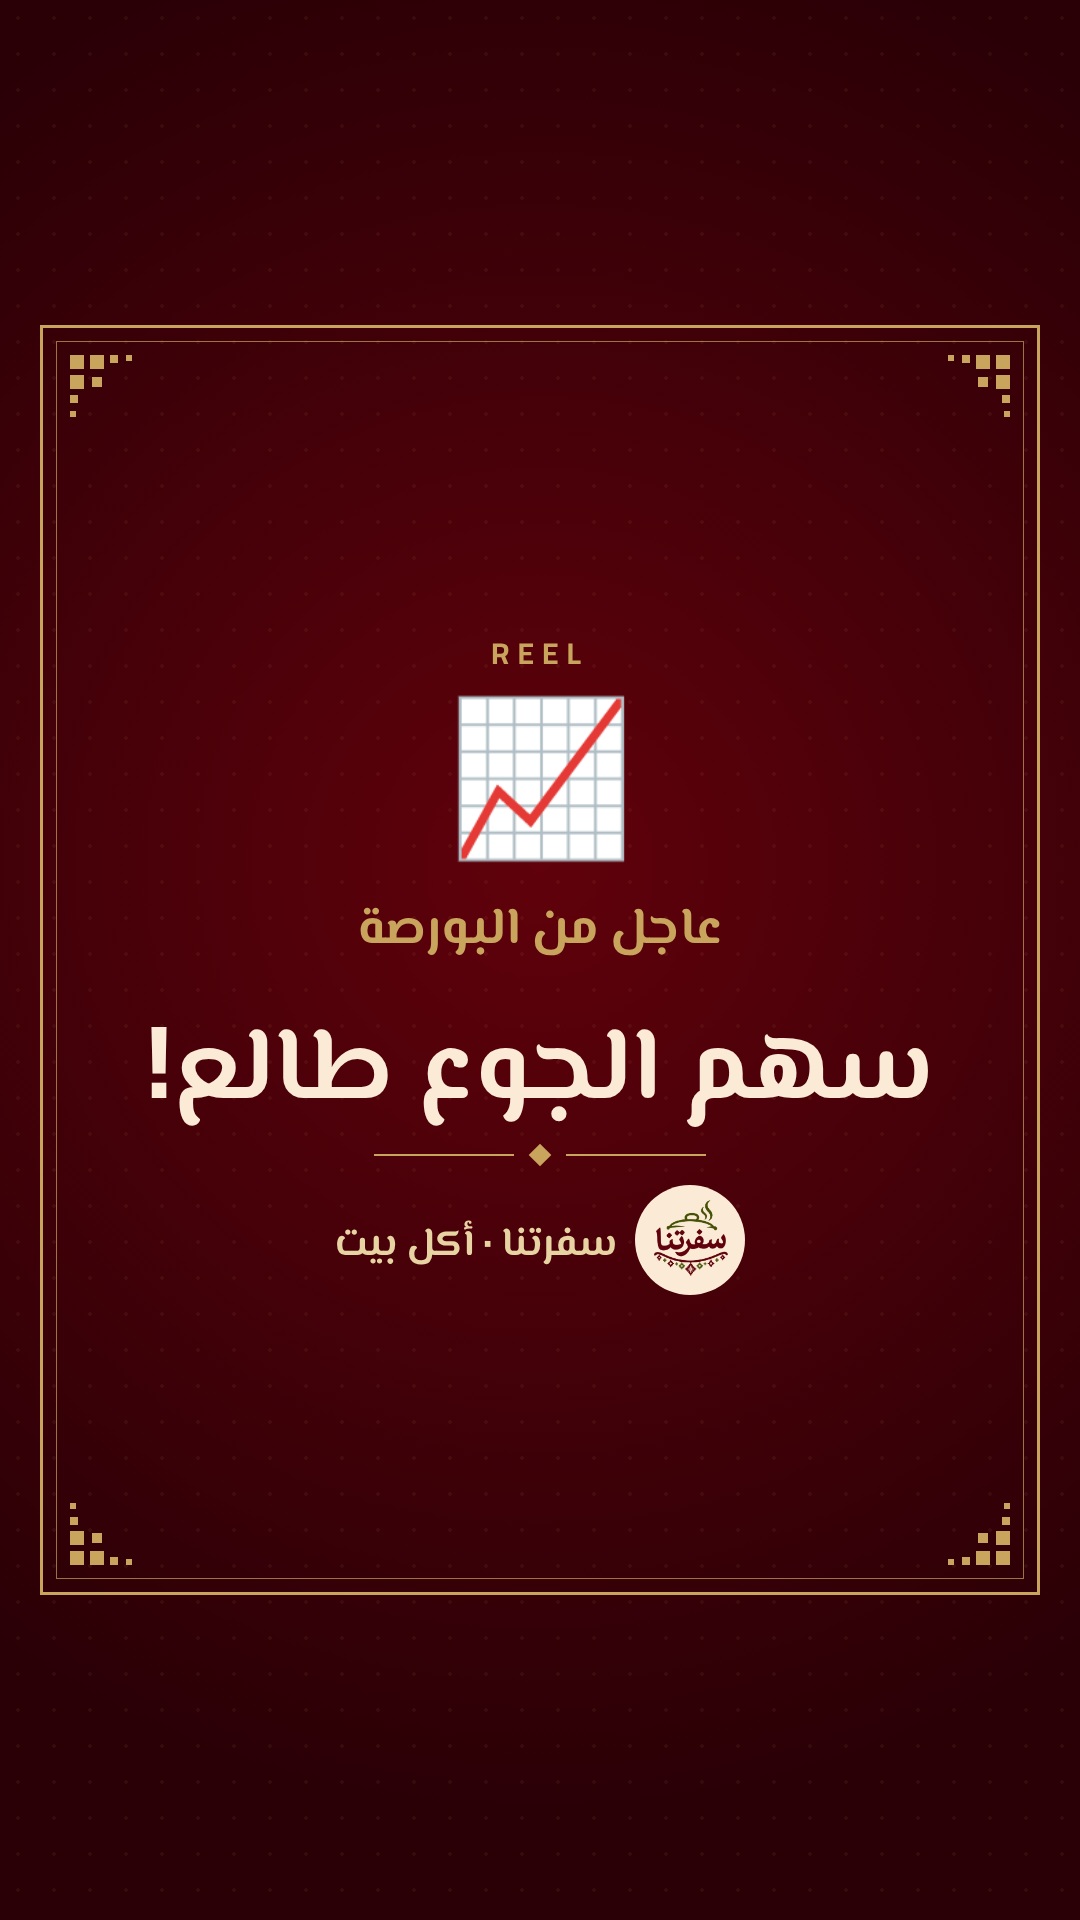 REEL
عاجل من البورصة
سهم الجوع طالع!
سفرتنا
سفرتنا · أكل بيت